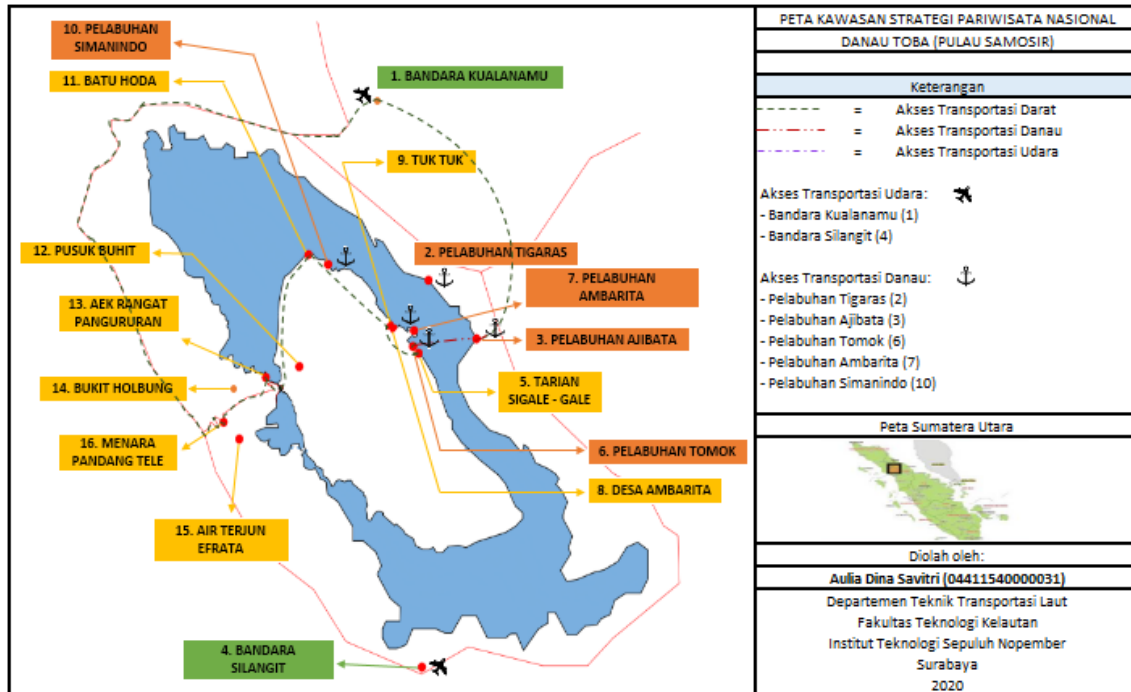 10. PELABUHAN
SIMANINDO
11. BATU HODA
1. BANDARA KUALANAMU
9. TUK TUK
12. PUSUK BUHIT
2. PELABUHAN TIGARAS
7. PELABUHAN
AMBARITA
13. AEK RANGAT
PANGURURAN
3. PELABUHAN AJIBATA
14. BUKIT HOLBUNG
5. TARIAN
SIGALE - GALE
16. MENARA
PANDANG TELE
6. PELABUHAN TOMOK
8. DESA AMBARITA
15. AIR TERJUN
EFRATA
4. BANDARA
SILANGIT
PETA KAWASAN STRATEGI PARIWISATA NASIONAL
DANAU TOBA (PULAU SAMOSIR)
Keterangan
= Akses Transportasi Darat
= Akses Transportasi Danau
= Akses Transportasi Udara
Akses Transportasi Udara:
- Bandara Kualanamu (1)
- Bandara Silangit (4)
Akses Transportasi Danau:
- Pelabuhan Tigaras (2)
- Pelabuhan Ajibata (3)
- Pelabuhan Tomok (6)
- Pelabuhan Ambarita (7)
- Pelabuhan Simanindo (10)
Peta Sumatera Utara
Diolah oleh:
Aulia Dina Savitri (04411540000031)
Departemen Teknik Transportasi Laut
Fakultas Teknologi Kelautan
Institut Teknologi Sepuluh Nopember
Surabaya
2020